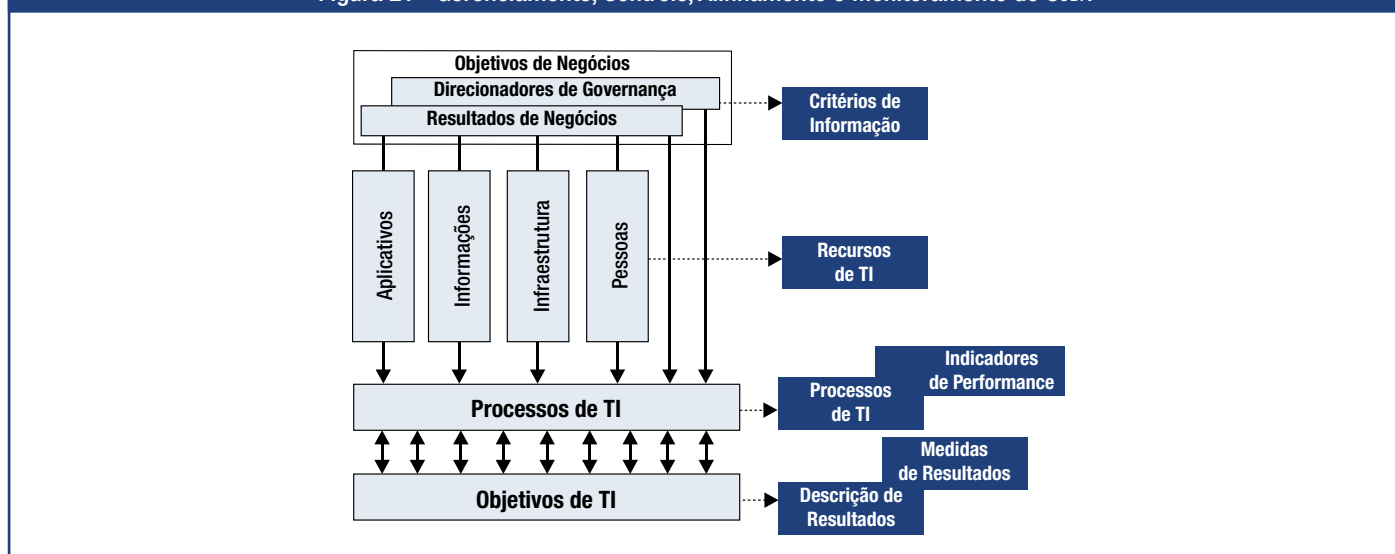 Objetivos de Negócios
Direcionadores de Governança
Resultados de Negócios
Critérios de
Informação
Aplicativos
Informações
Infraestrutura
Pessoas
Recursos
de TI
Indicadores
de Performance
Processos de TI
Processos
de TI
Medidas
de Resultados
Objetivos de TI
Descrição de
Resultados